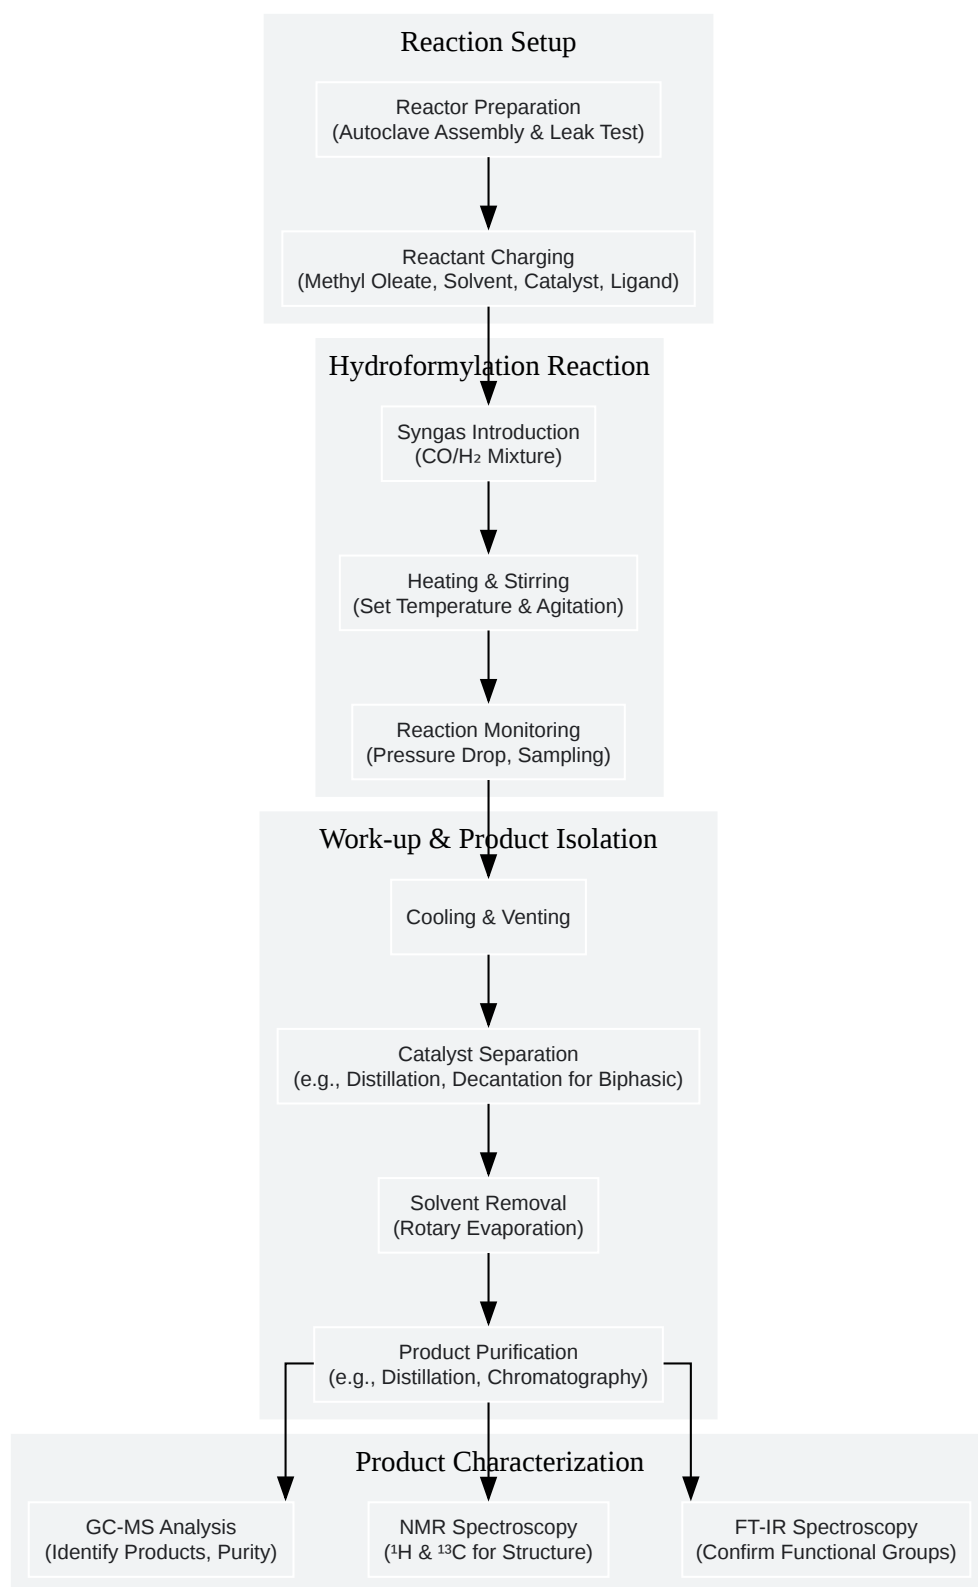 Reaction Setup
Reactor Preparation
(Autoclave Assembly & Leak Test)
Reactant Charging
(Methyl Oleate, Solvent, Catalyst, Ligand)
Hydroformylation Reaction
Syngas Introduction
(CO/H₂ Mixture)
Heating & Stirring
(Set Temperature & Agitation)
Reaction Monitoring
(Pressure Drop, Sampling)
Work-up & Product Isolation
Cooling & Venting
Catalyst Separation
(e.g., Distillation, Decantation for Biphasic)
Solvent Removal
(Rotary Evaporation)
Product Purification
(e.g., Distillation, Chromatography)
Product Characterization
GC-MS Analysis
(Identify Products, Purity)
NMR Spectroscopy
(¹H & ¹³C for Structure)
FT-IR Spectroscopy
(Confirm Functional Groups)